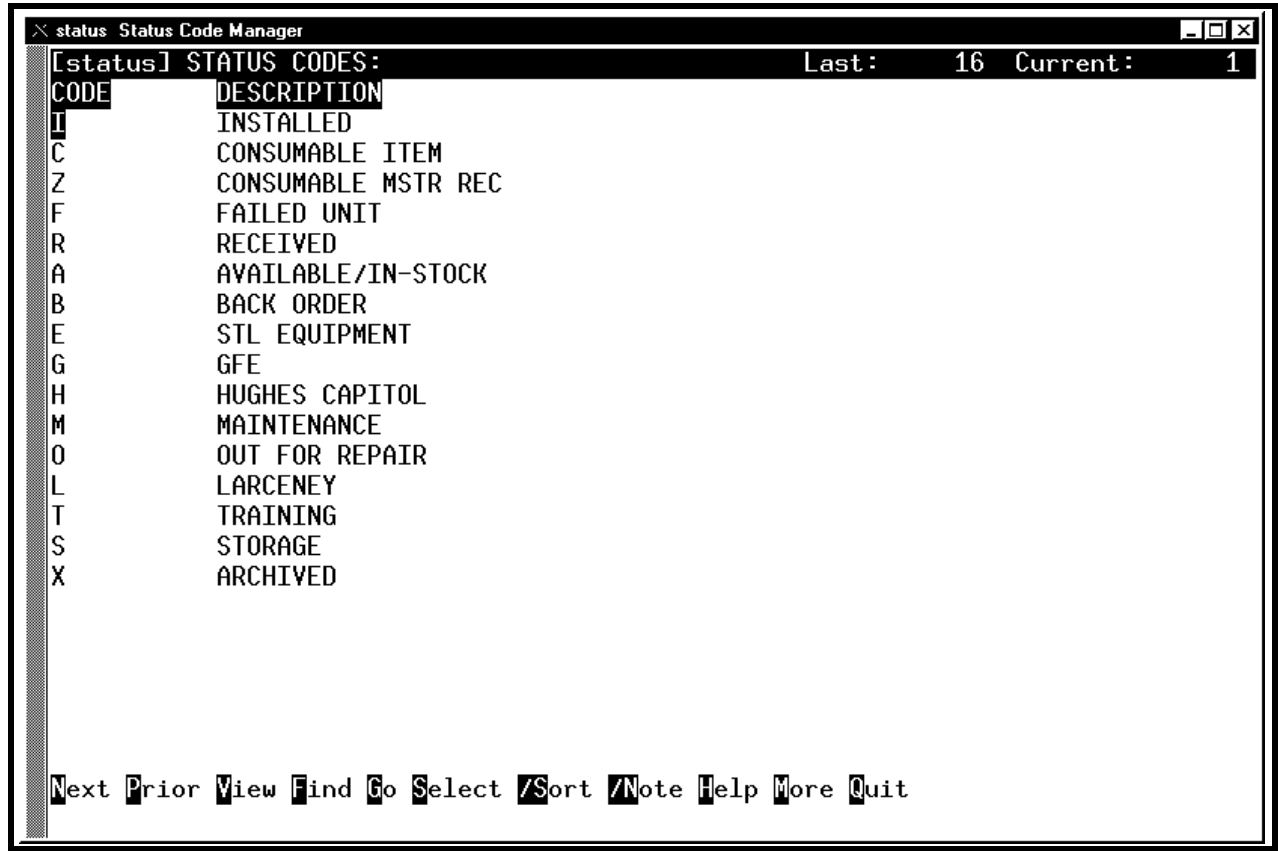 status Status Code Manager
[status] STATUS CODES: Last: 16 Current: 1
CODE DESCRIPTION
I INSTALLED
C CONSUMABLE ITEM
Z CONSUMABLE MSTR REC
F FAILED UNIT
R RECEIVED
A AVAILABLE/IN-STOCK
B BACK ORDER
E STL EQUIPMENT
G GFE
H HUGHES CAPITOL
M MAINTENANCE
O OUT FOR REPAIR
L LARCENEY
T TRAINING
S STORAGE
X ARCHIVED
Next Prior View Find Go Select /Sort /Note Help More Quit